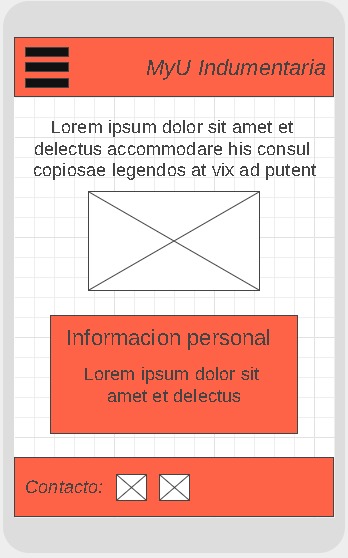 MyU Indumentaria
Lorem ipsum dolor sit amet et
delectus accommodare his consul
copiosae legendos at vix ad putent
Informacion personal
Lorem ipsum dolor sit
amet et delectus
Contacto: